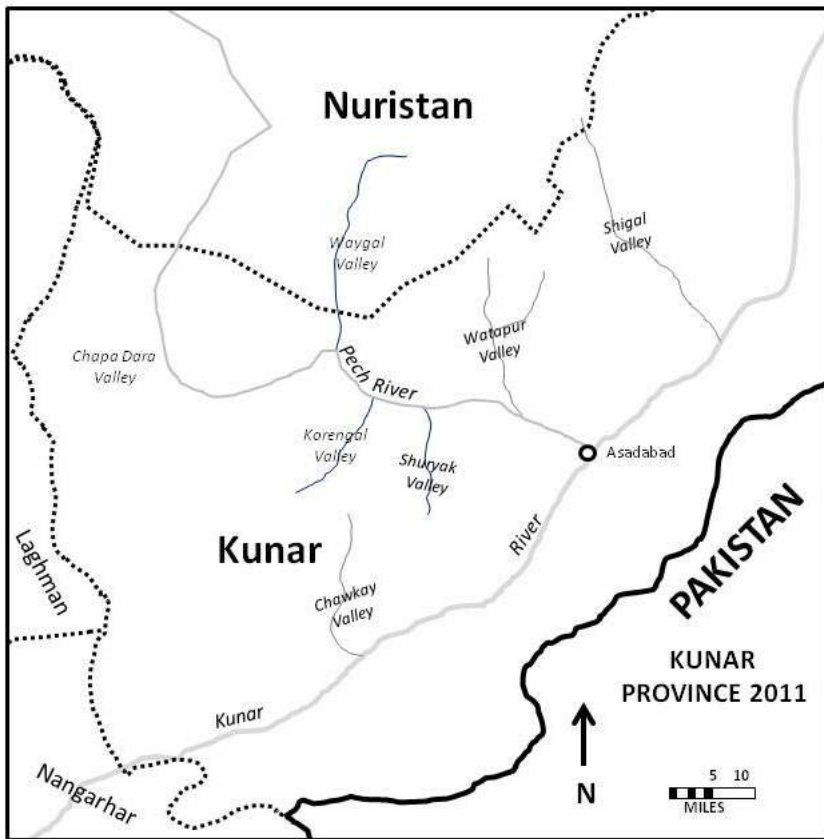 Nuristan
Waygal
Valley
Shigal
Valley
Watapur
Valley
Chapa Dara
Valley
Pech River
Korengal
Valley
Shuryak
Valley
Asadabad
Kunar
River
Laghman
PAKISTAN
Chawkay
Valley
KUNAR
PROVINCE 2011
Kunar
Nangarhar
N
5 10
MILES